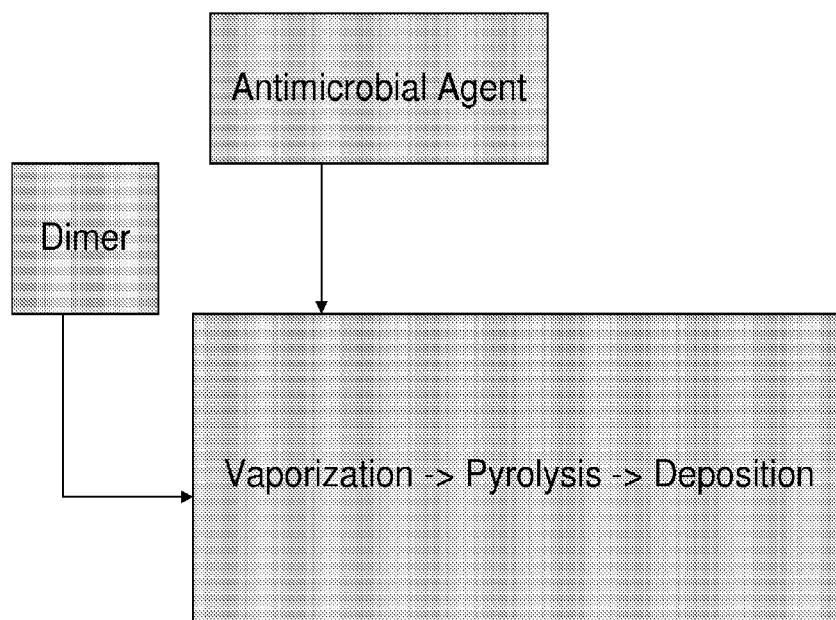 Antimicrobial Agent
Dimer
Vaporization -> Pyrolysis -> Deposition